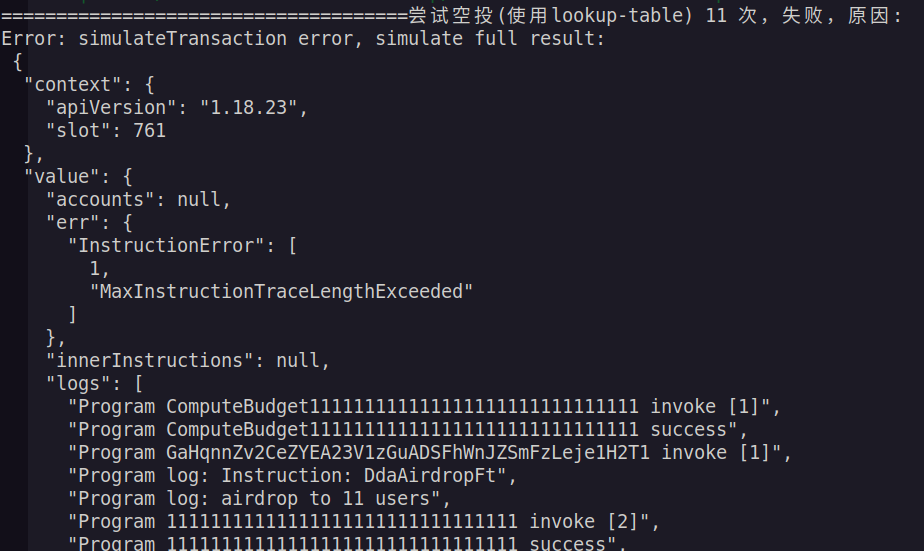 =====================================尝试空投(使用lookup-table) 11 次，失败，原因:
Error: simulateTransaction error, simulate full result:
{
"context": {
"apiVersion": "1.18.23",
"slot": 761
},
"value": {
"accounts": null,
"err": {
"InstructionError": [
1,
"MaxInstructionTraceLengthExceeded"
]
},
"innerInstructions": null,
"logs": [
"Program ComputeBudget111111111111111111111111111111 invoke [1]",
"Program ComputeBudget111111111111111111111111111111 success",
"Program GaHqnnZv2CeZYEA23V1zGuADSFhWnJZSmFzLeje1H2T1 invoke [1]",
"Program log: Instruction: DdaAirdropFt",
"Program log: airdrop to 11 users",
"Program 11111111111111111111111111111111 invoke [2]",
"Program 11111111111111111111111111111111 success",